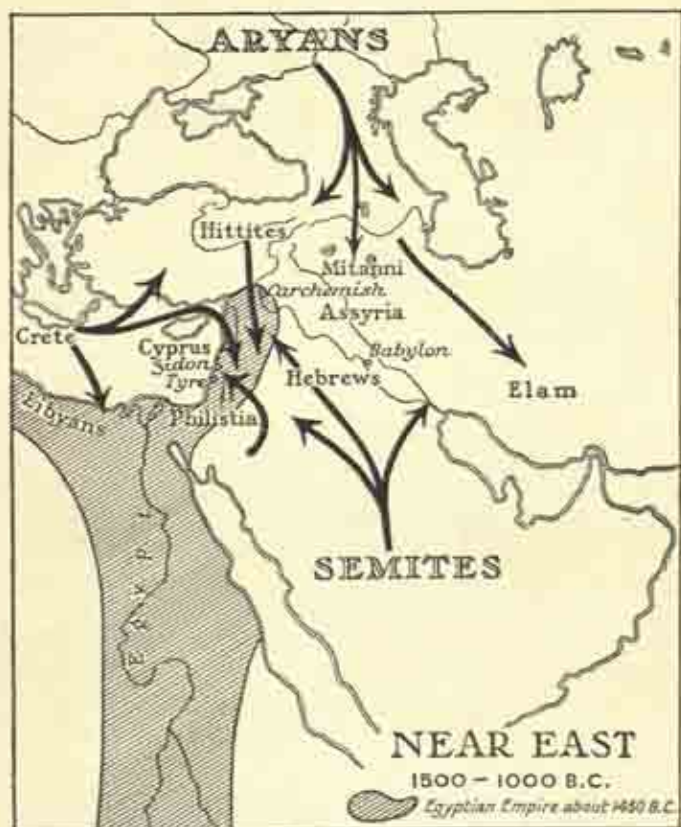 ARYANS
Hittites
Mitanni
Carchemish
Assyria
Crete
Cyprus
Babylon
Sidon
Hebrews
Tyre
Elam
Libyans
Philistia
Egypt
SEMITES
NEAR EAST
1500 – 1000 B.C.
Egyptian Empire about 1450 B.C.